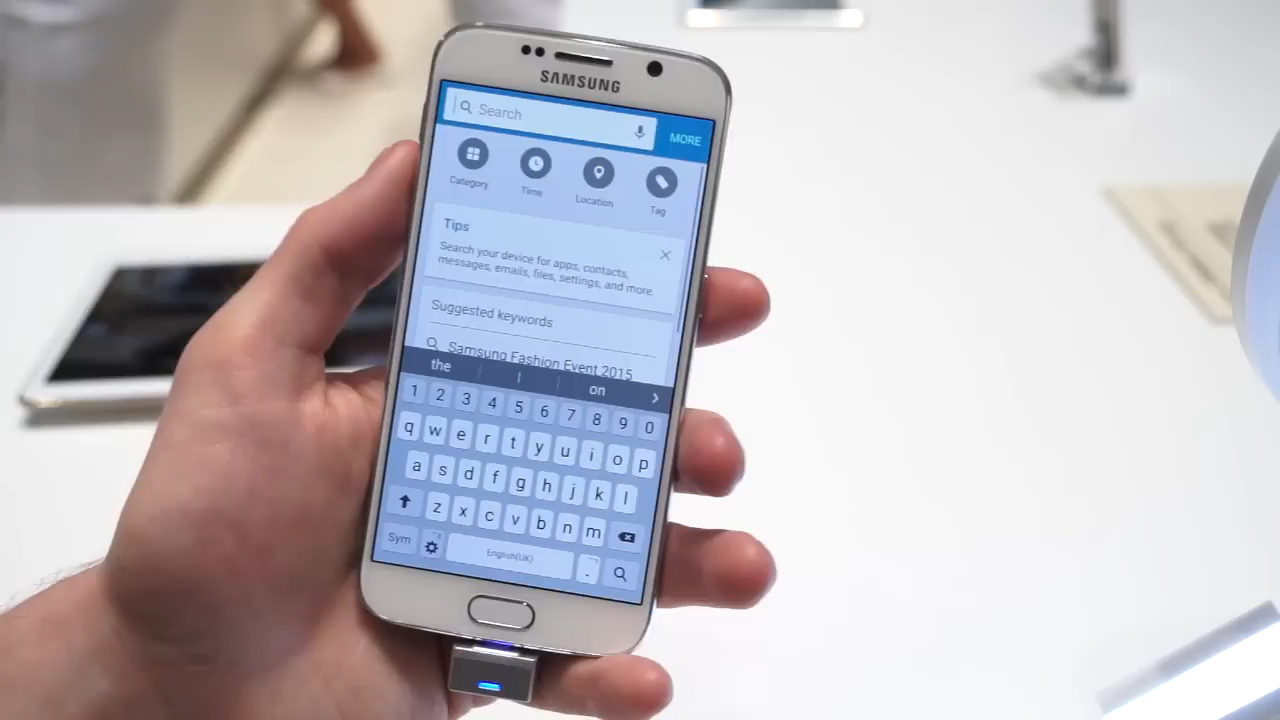 SAMSUNG
Search
MORE
Category Time Location Tag
Tips
Search your device for apps, contacts,
messages, emails, files, settings, and more.
Suggested keywords
Samsung Fashion Event 2015
the I on
1 2 3 4 5 6 7 8 9 0
q w e r t y u i o p
a s d f g h j k l
z x c v b n m
Sym English(UK) .